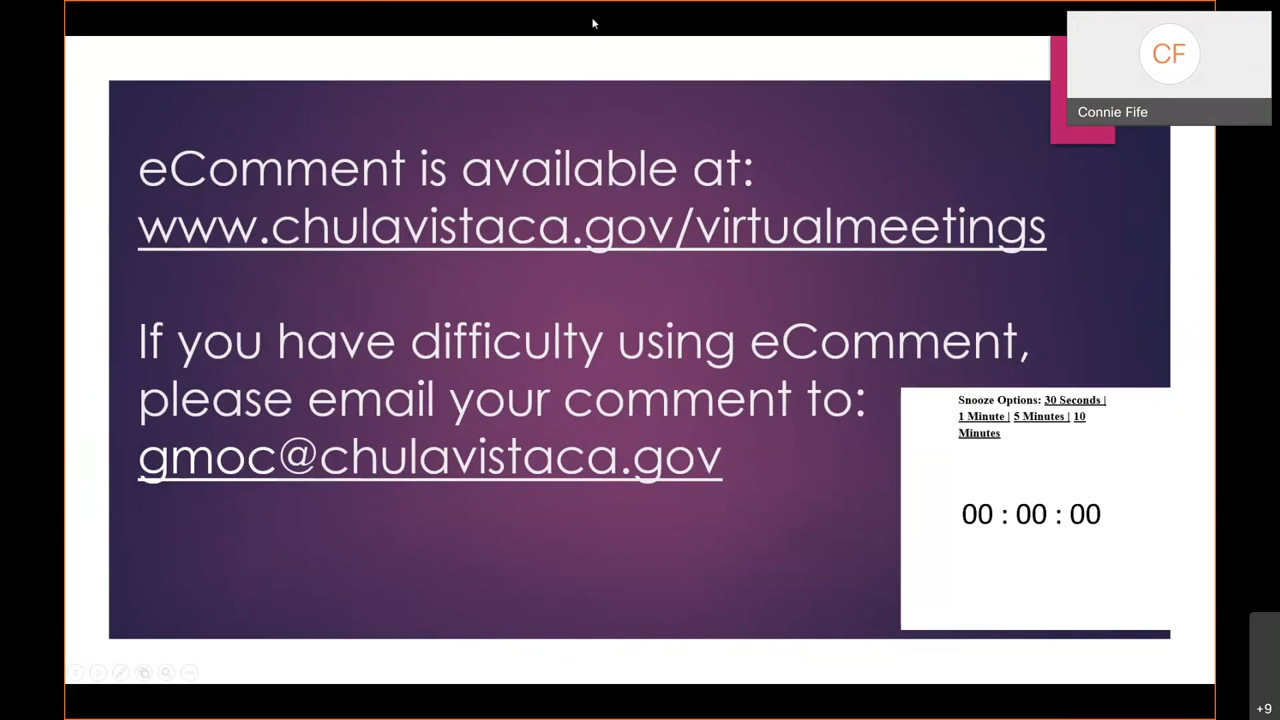 CF
Connie Fife
eComment is available at:
www.chulavistaca.gov/virtualmeetings
If you have difficulty using eComment,
please email your comment to:
gmoc@chulavistaca.gov
Snooze Options: 30 Seconds |
1 Minute | 5 Minutes | 10
Minutes
00 : 00 : 00
+9